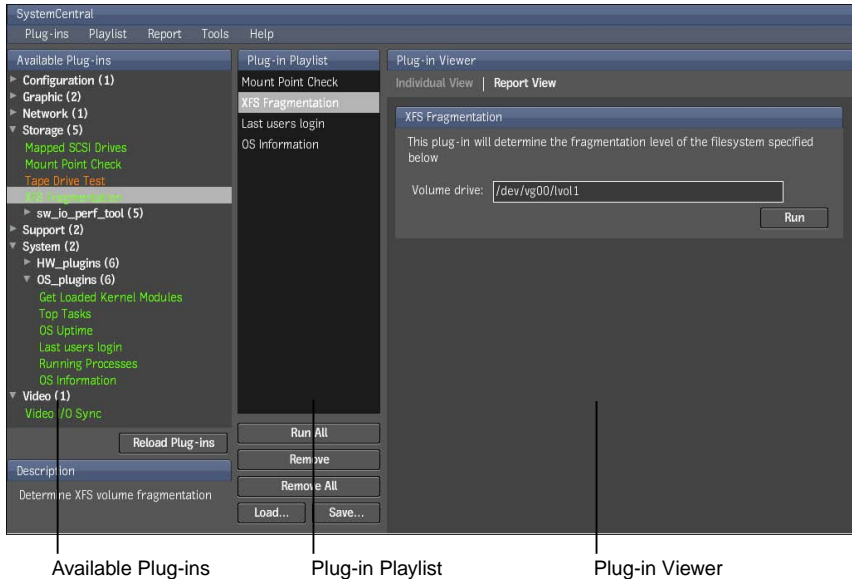 SystemCentral
Plug-ins Playlist Report Tools Help
Available Plug-ins
Configuration (1)
Graphic (2)
Network (1)
Storage (5)
Mapped SCSI Drives
Mount Point Check
Tape Drive Test
XFS Fragmentation
sw_io_perf_tool (5)
Support (2)
System (2)
HW_plugins (6)
OS_plugins (6)
Get Loaded Kernel Modules
Top Tasks
OS Uptime
Last users login
Running Processes
OS Information
Video (1)
Video I/O Sync
Reload Plug-ins
Description
Determine XFS volume fragmentation
Plug-in Playlist
Mount Point Check
XFS Fragmentation
Last users login
OS Information
Run All
Remove
Remove All
Load... Save...
Plug-in Viewer
Individual View | Report View
XFS Fragmentation
This plug-in will determine the fragmentation level of the filesystem specified
below
Volume drive: /dev/vg00/lvol1
Run
Available Plug-ins Plug-in Playlist Plug-in Viewer